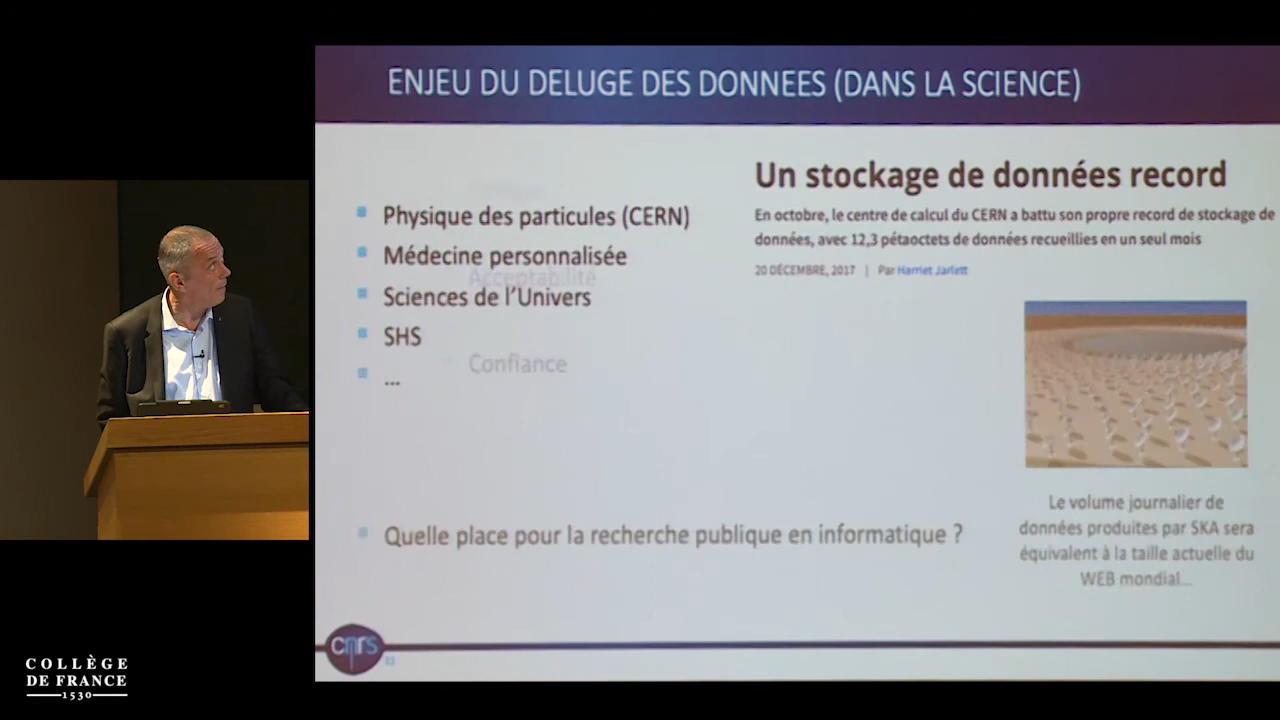 ENJEU DU DELUGE DES DONNEES (DANS LA SCIENCE)
Physique des particules (CERN)
Médecine personnalisée
Acceptabilité
Sciences de l'Univers
SHS
Confiance
...
Quelle place pour la recherche publique en informatique ?
Un stockage de données record
En octobre, le centre de calcul du CERN a battu son propre record de stockage de
données, avec 12,3 pétaoctets de données recueillies en un seul mois
20 DÉCEMBRE, 2017 | Par Harriet Jarlett
Le volume journalier de
données produites par SKA sera
équivalent à la taille actuelle du
WEB mondial...
cnrs
COLLÈGE
DE FRANCE
1530